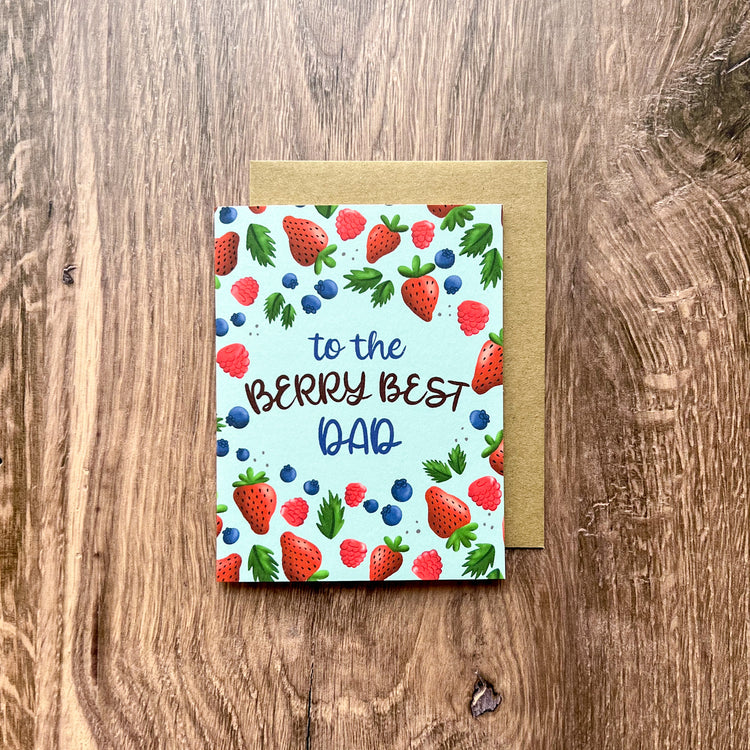 to the
BERRY BEST
DAD